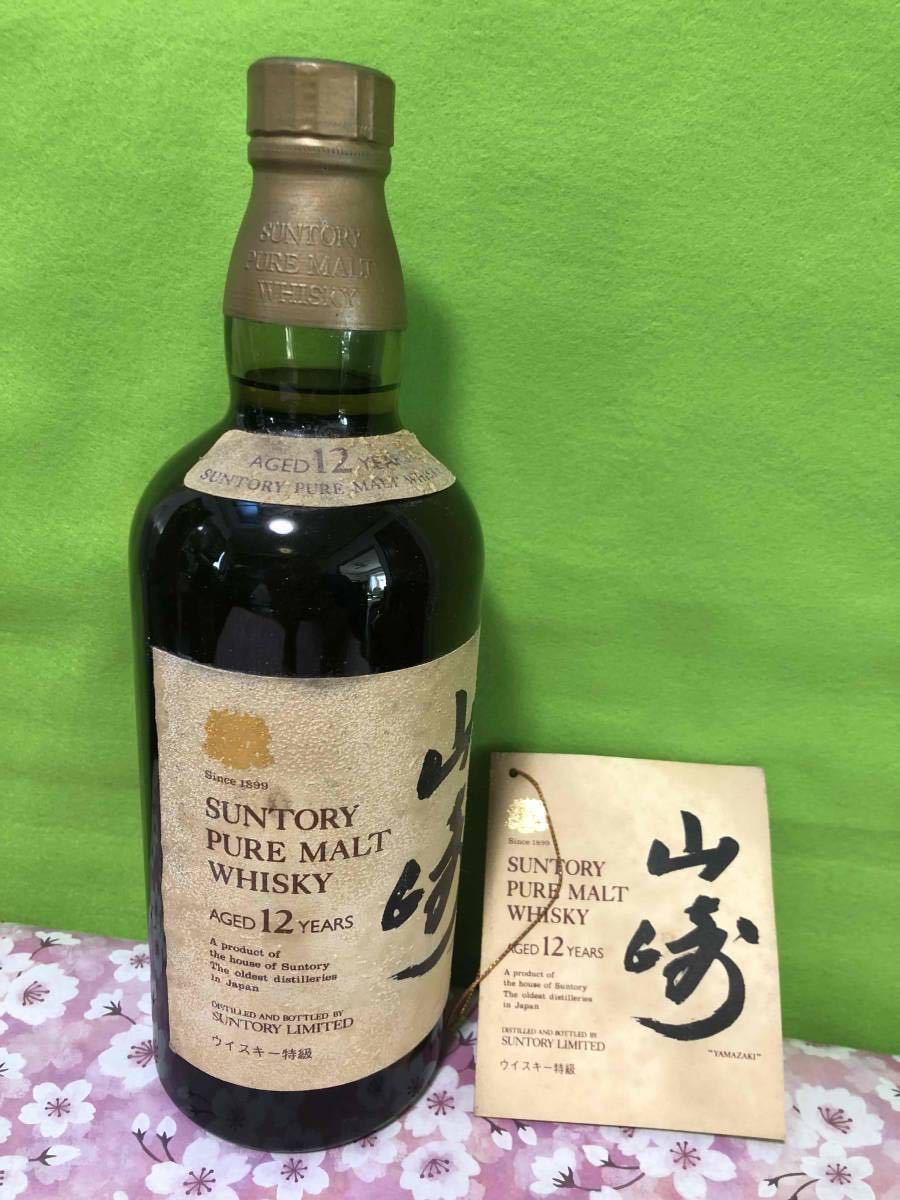 SUNTORY
PURE MALT
WHISKY
AGED 12
SUNTORY PURE MALT
Since 1899
SUNTORY
PURE MALT
WHISKY
AGED 12 YEARS
A product of
the house of Suntory
The oldest distilleries
in Japan
DISTILLED AND BOTTLED BY
SUNTORY LIMITED
ウイスキー特級
山崎
Since 1899
SUNTORY
PURE MALT
WHISKY
AGED 12 YEARS
A product of
the house of Suntory
The oldest distilleries
in Japan
DISTILLED AND BOTTLED BY
SUNTORY LIMITED
ウイスキー特級
山崎
"YAMAZAKI"